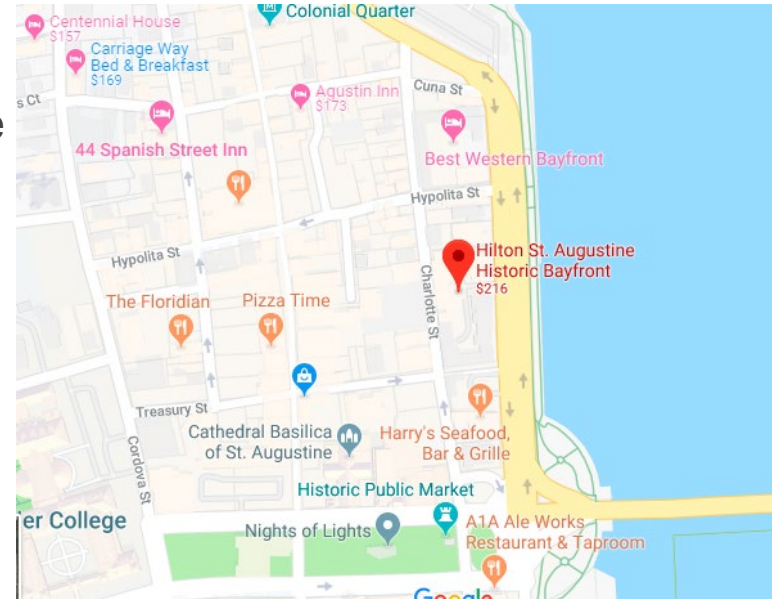 Colonial Quarter
Centennial House
$157
Carriage Way
Bed & Breakfast
$169
Agustin Inn
$173
Cuna St
s Ct
e
44 Spanish Street Inn
Best Western Bayfront
Hypolita St
Hypolita St
Hilton St. Augustine
Historic Bayfront
$216
Charlotte St
The Floridian
Pizza Time
Treasury St
Cordova St
Cathedral Basilica
of St. Augustine
Harry's Seafood,
Bar & Grille
Historic Public Market
er College
Nights of Lights
A1A Ale Works
Restaurant & Taproom
Google